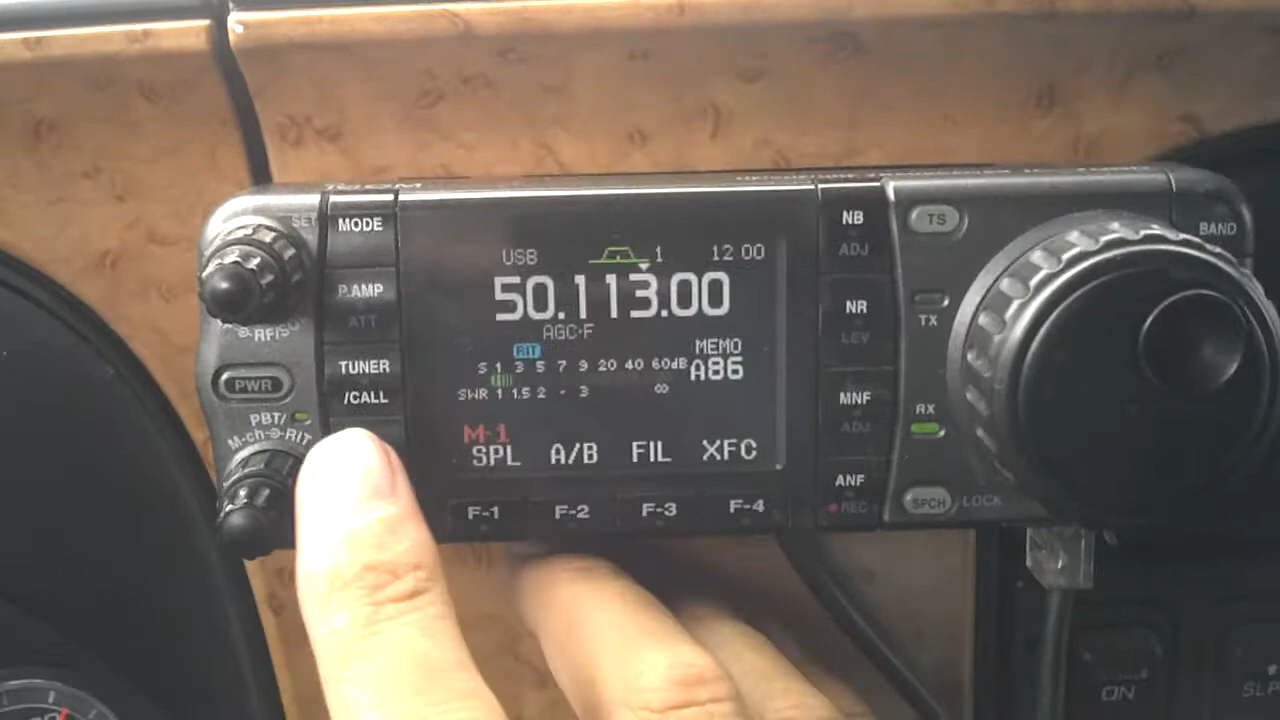 ICOM
SET
MODE
P.AMP
ATT
TUNER
/CALL
RF/SQ
PWR
PBT/
M-ch RIT
USB
1
12 00
50.113.00
AGC-F
RIT
MEMO
A86
S 1 3 5 7 9 20 40 60dB
SWR 1 1.5 2 - 3 ∞
M-1
SPL A/B FIL XFC
F-1 F-2 F-3 F-4
NB
ADJ
NR
LEV
MNF
ADJ
ANF
REC
TS
BAND
TX
RX
SPCH LOCK
ON
SLP